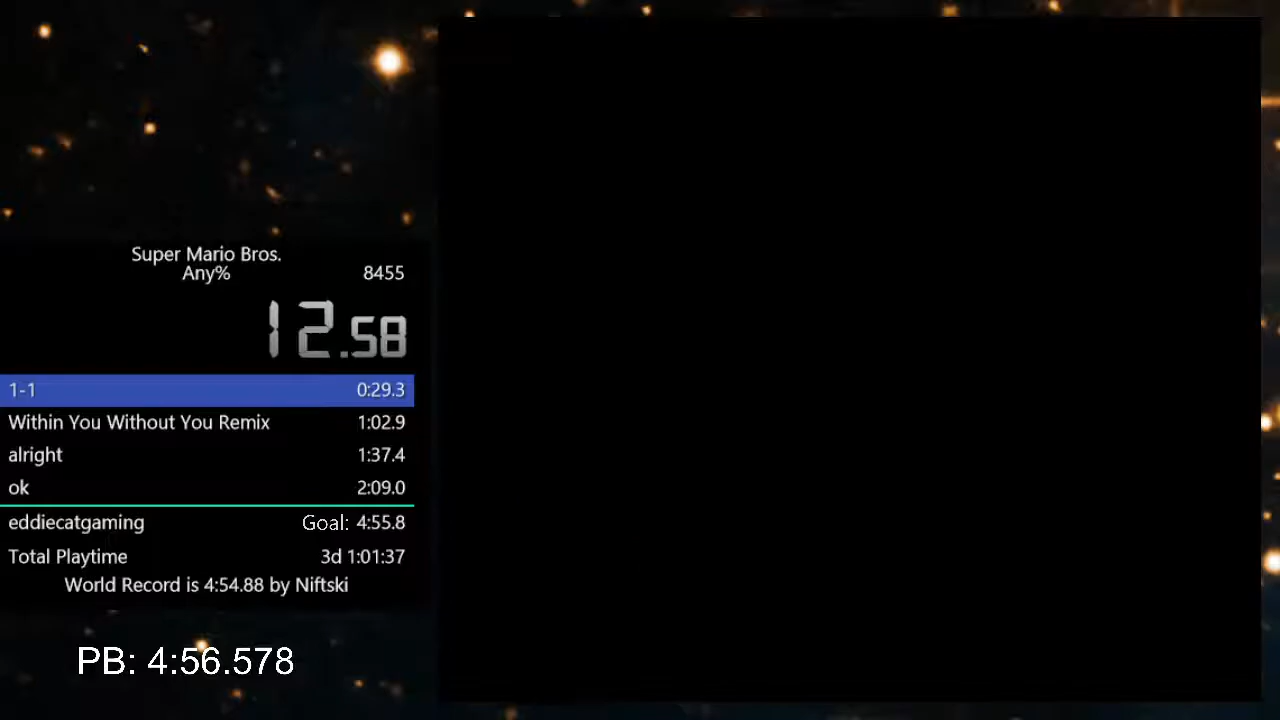 Super Mario Bros.
Any% 8455
12.58
1-1 0:29.3
Within You Without You Remix 1:02.9
alright 1:37.4
ok 2:09.0
eddiecatgaming Goal: 4:55.8
Total Playtime 3d 1:01:37
World Record is 4:54.88 by Niftski
PB: 4:56.578